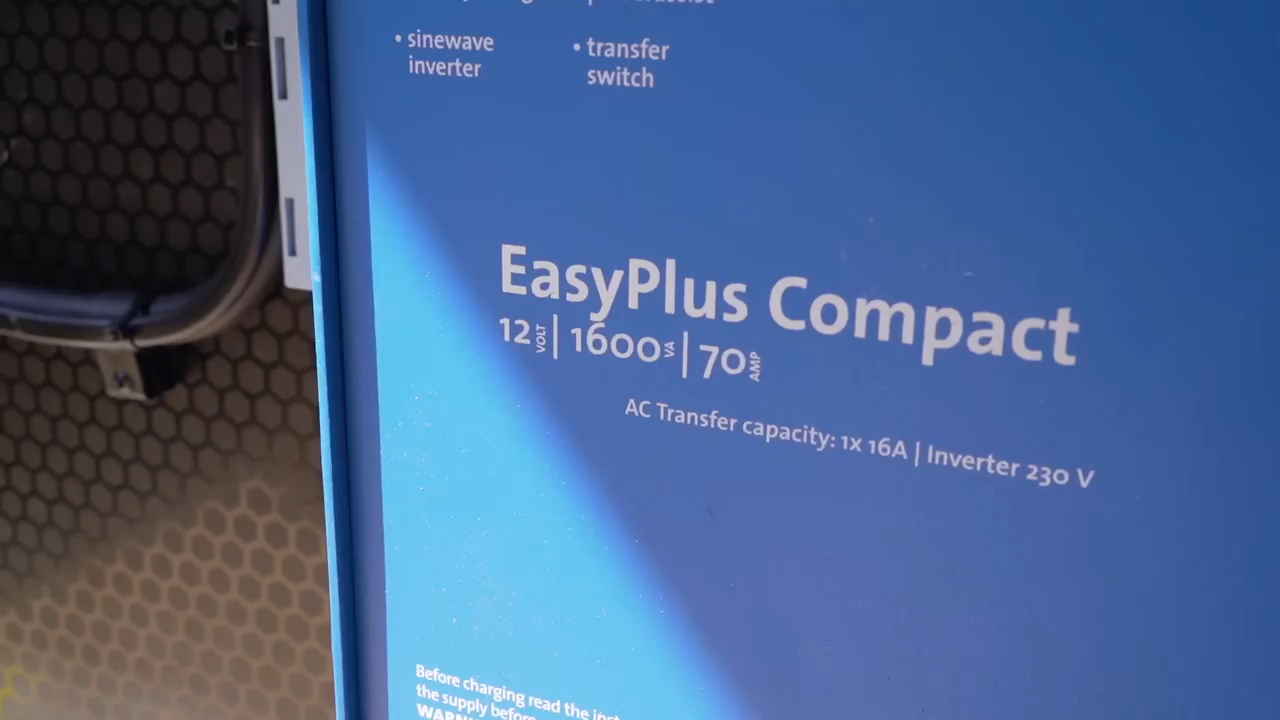 • sinewave
inverter
• transfer
switch
EasyPlus Compact
12 VOLT | 1600 VA | 70 AMP
AC Transfer capacity: 1x 16A | Inverter 230 V
Before charging read the
the supply before